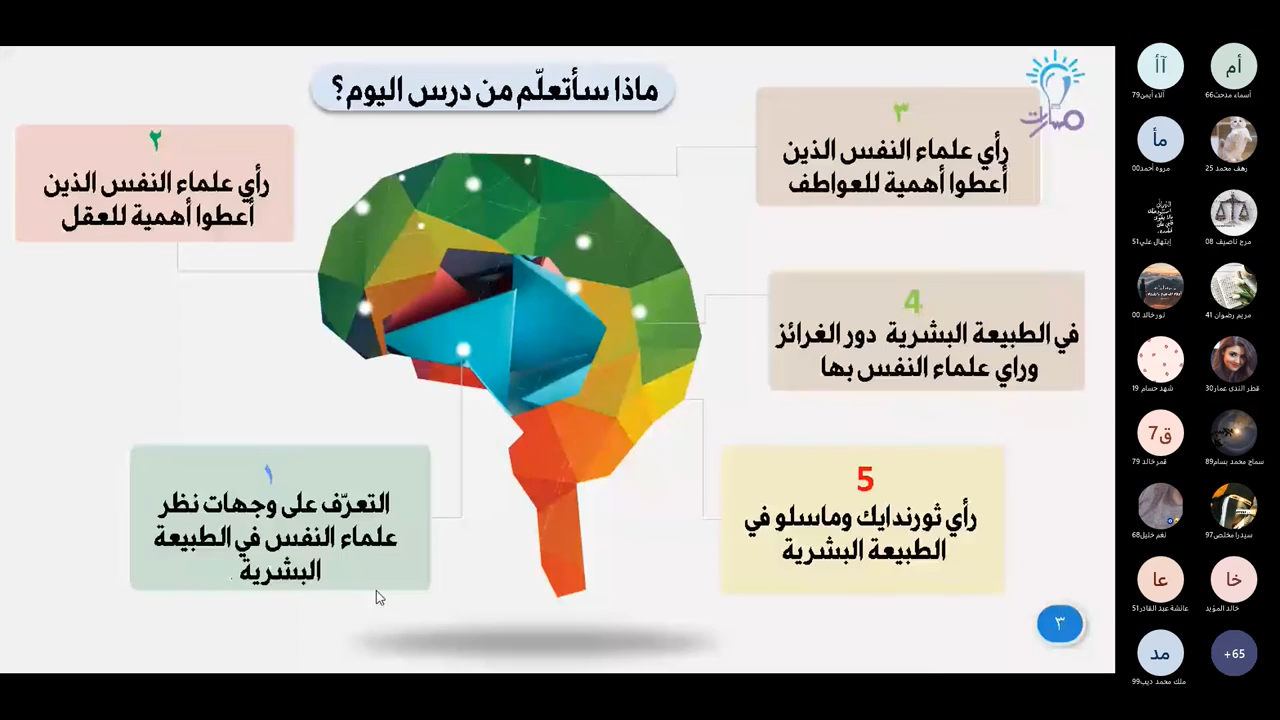 ماذا سأتعلّم من درس اليوم؟
مسارات
١
التعرّف على وجهات نظر
علماء النفس في الطبيعة
البشرية .
٢
رأي علماء النفس الذين
أعطوا أهمية للعقل
٣
رأي علماء النفس الذين
أعطوا أهمية للعواطف
4
في الطبيعة البشرية دور الغرائز
وراي علماء النفس بها
5
رأي ثورندايك وماسلو في
الطبيعة البشرية
٣
أم
أسماء مدحت66
آأ
ألاء أيمن79
رهف محمد 25
مأ
مروة أحمد00
مرح ناصيف 08
إبتهال علي51
مريم رضوان 41
نور خالد 00
قطر الندى عمار30
شهد حسام 19
سماح محمد بسام89
ق7
قمر خالد 79
سيدرا مخلص97
نغم خليل68
خا
خالد المؤيد
عا
عائشة عبد القادر51
+65
مد
ملك محمد ديب99